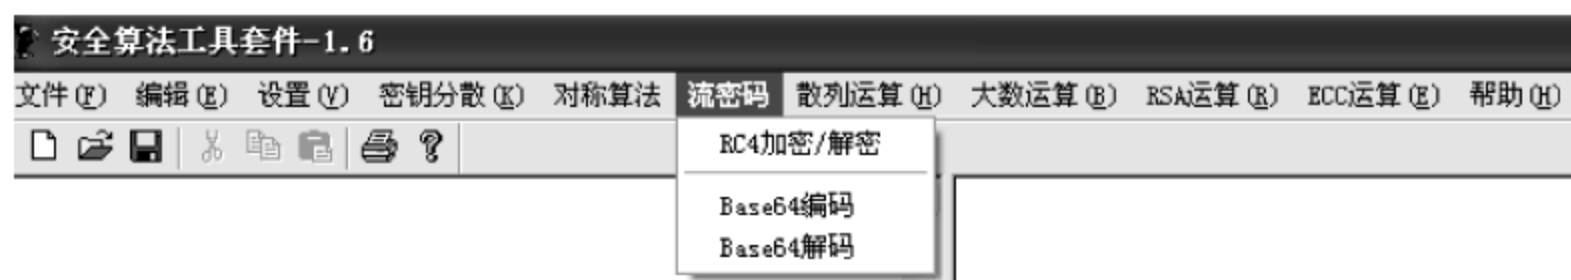 安全算法工具套件-1.6
文件(F) 编辑(E) 设置(V) 密钥分散(K) 对称算法 流密码 散列运算(H) 大数运算(B) RSA运算(R) ECC运算(E) 帮助(H)
RC4加密/解密
Base64编码
Base64解码